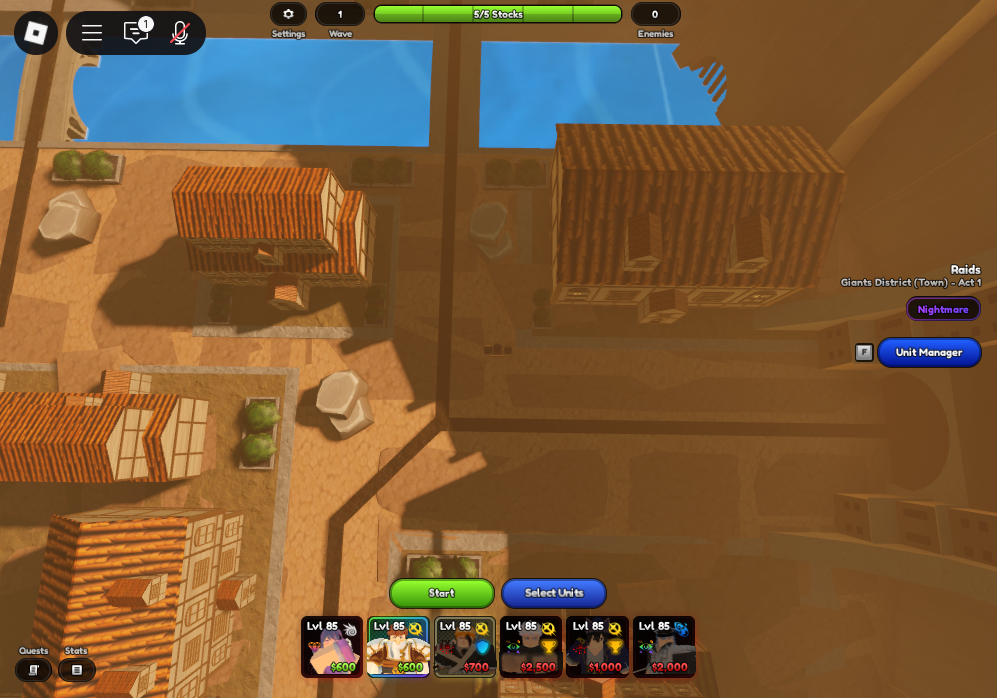 1
Settings
1
Wave
5/5 Stocks
0
Enemies
Raids
Giants District (Town) - Act 1
Nightmare
F
Unit Manager
Start
Select Units
Lvl 85
$600
Lvl 85
$600
Lvl 85
$700
Lvl 85
$2,500
Lvl 85
$1,000
Lvl 85
$2,000
Quests
Stats